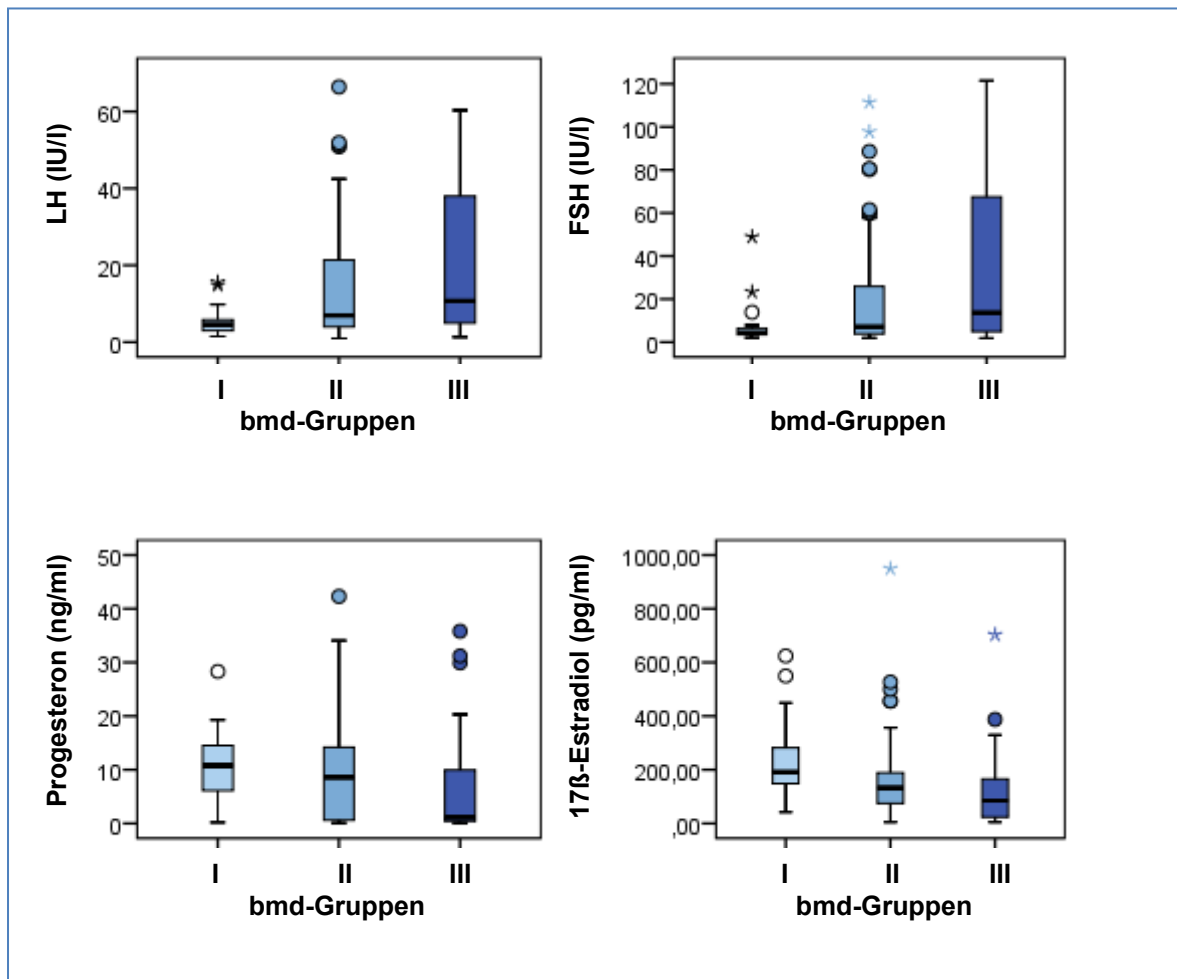 LH (IU/l)
60
40
20
0
I II III
bmd-Gruppen
FSH (IU/l)
120
100
80
60
40
20
0
I II III
bmd-Gruppen
Progesteron (ng/ml)
50
40
30
20
10
0
I II III
bmd-Gruppen
17ß-Estradiol (pg/ml)
1000,00
800,00
600,00
400,00
200,00
,00
I II III
bmd-Gruppen